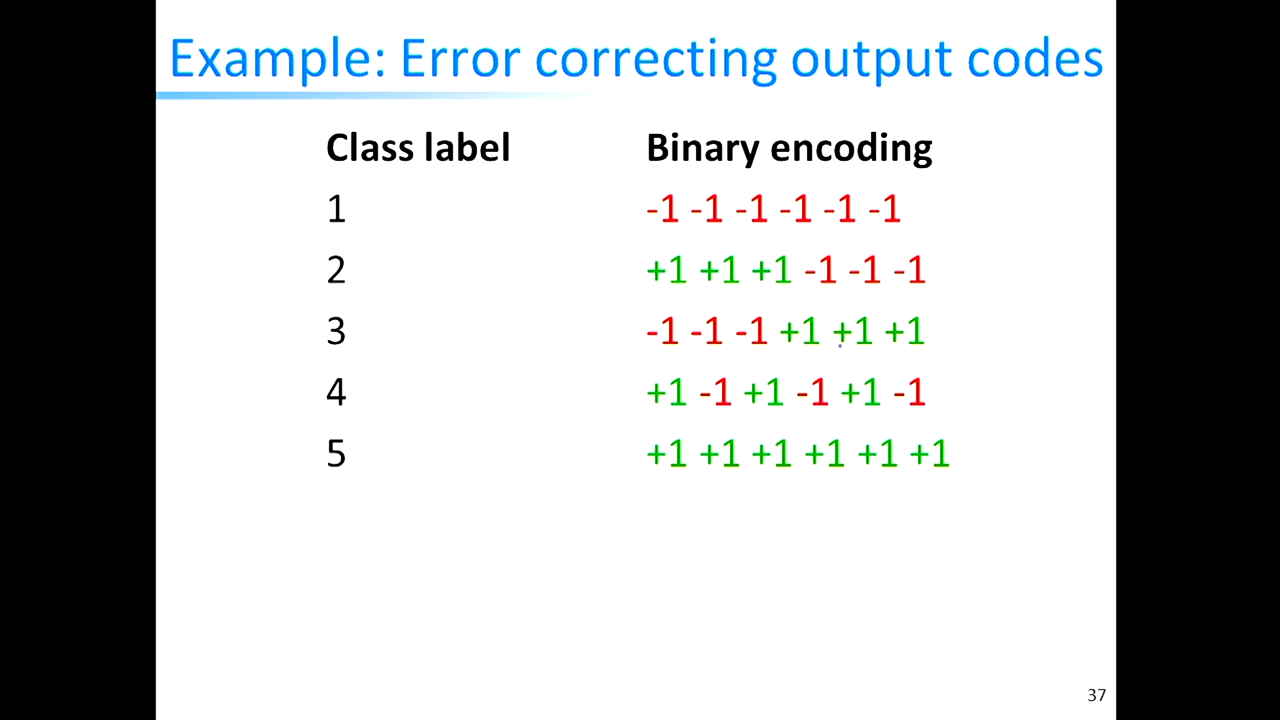 Example: Error correcting output codes
Class label Binary encoding
1 -1 -1 -1 -1 -1 -1
2 +1 +1 +1 -1 -1 -1
3 -1 -1 -1 +1 +1 +1
4 +1 -1 +1 -1 +1 -1
5 +1 +1 +1 +1 +1 +1
37